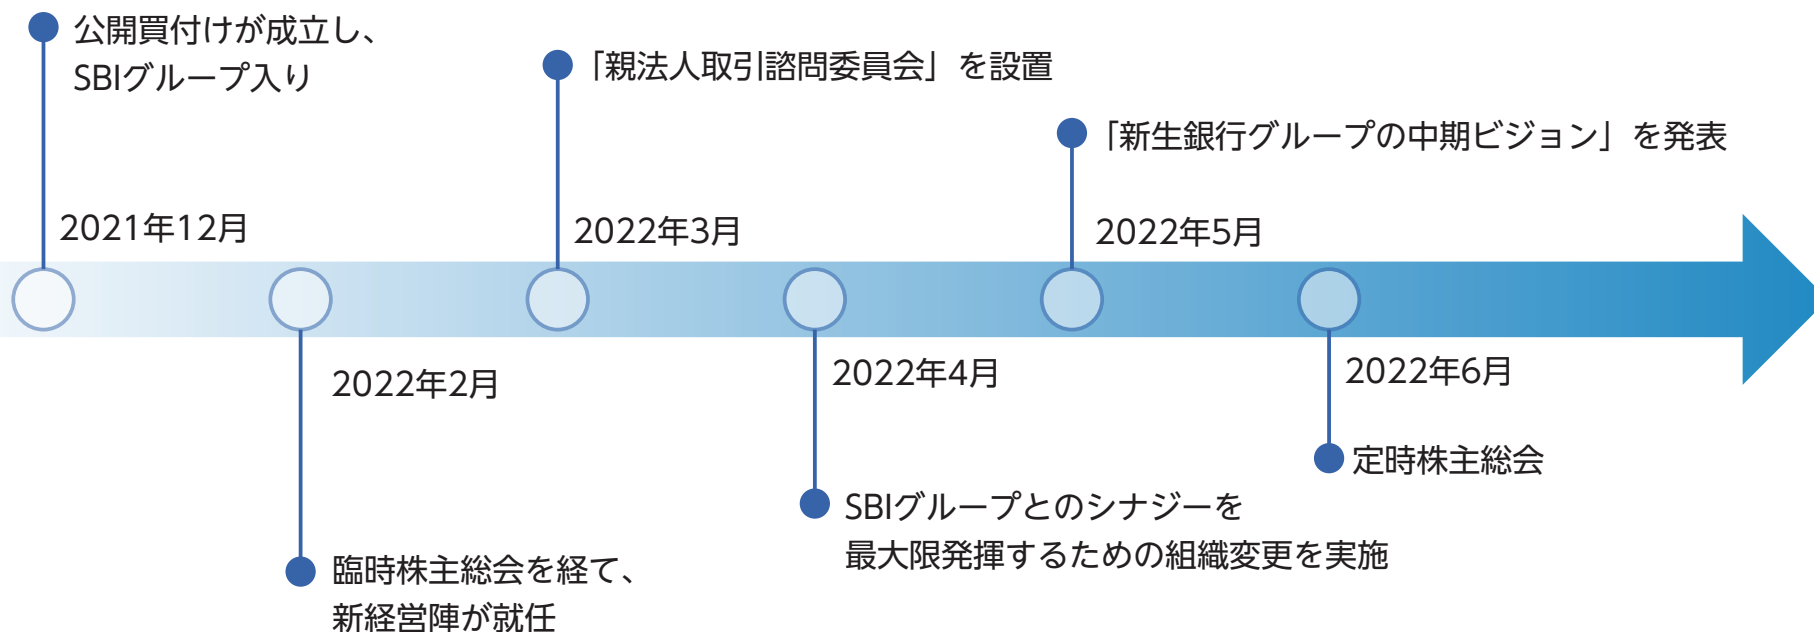 公開買付けが成立し、
SBIグループ入り
2021年12月
2022年2月
臨時株主総会を経て、
新経営陣が就任
「親法人取引諮問委員会」を設置
2022年3月
2022年4月
SBIグループとのシナジーを
最大限発揮するための組織変更を実施
「新生銀行グループの中期ビジョン」を発表
2022年5月
2022年6月
定時株主総会